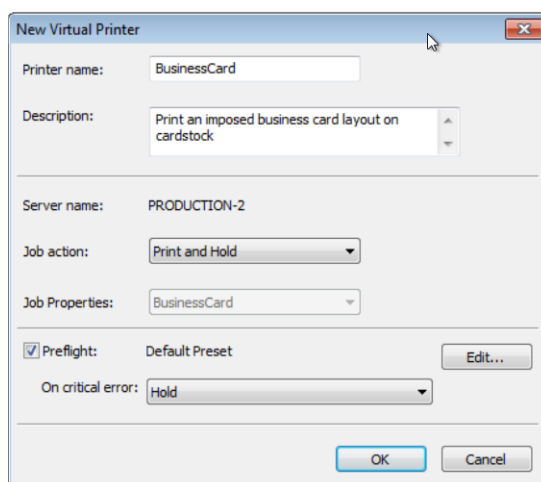 New Virtual Printer
Printer name: BusinessCard
Description: Print an imposed business card layout on
cardstock
Server name: PRODUCTION-2
Job action: Print and Hold
Job Properties: BusinessCard
Preflight: Default Preset Edit...
On critical error: Hold
OK Cancel